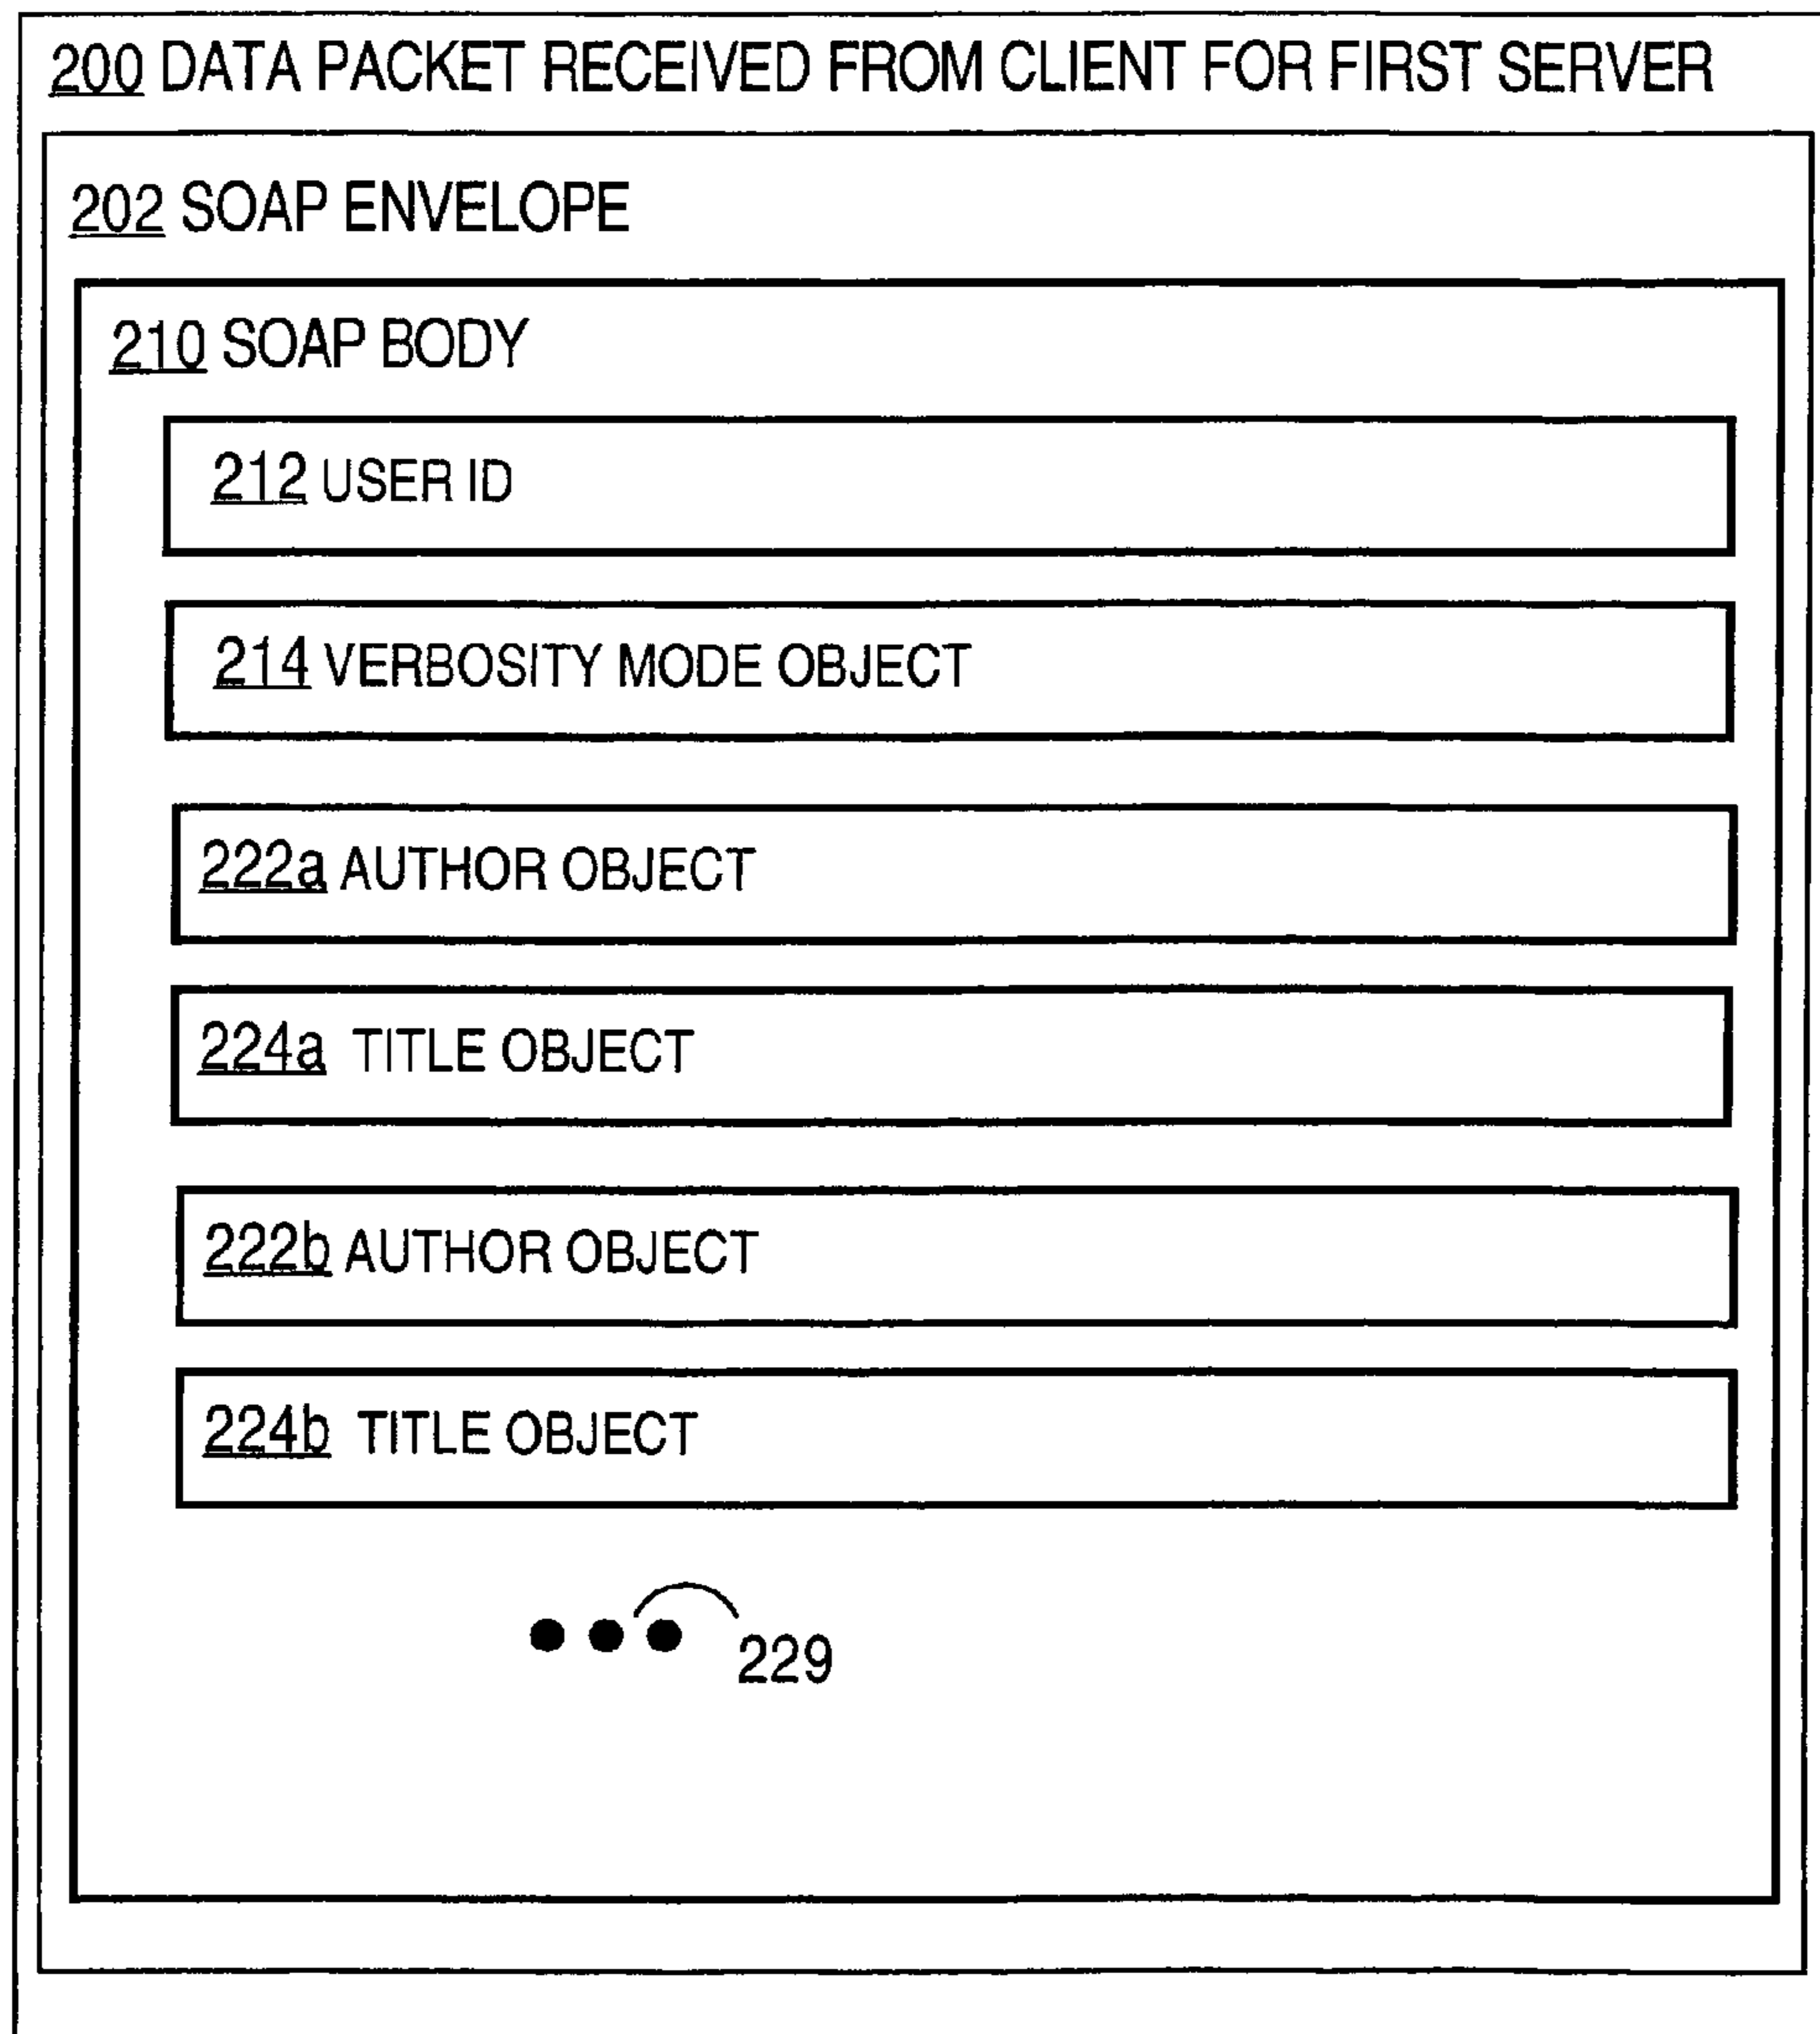 200 DATA PACKET RECEIVED FROM CLIENT FOR FIRST SERVER
202 SOAP ENVELOPE
210 SOAP BODY
212 USER ID
214 VERBOSITY MODE OBJECT
222a AUTHOR OBJECT
224a TITLE OBJECT
222b AUTHOR OBJECT
224b TITLE OBJECT
229